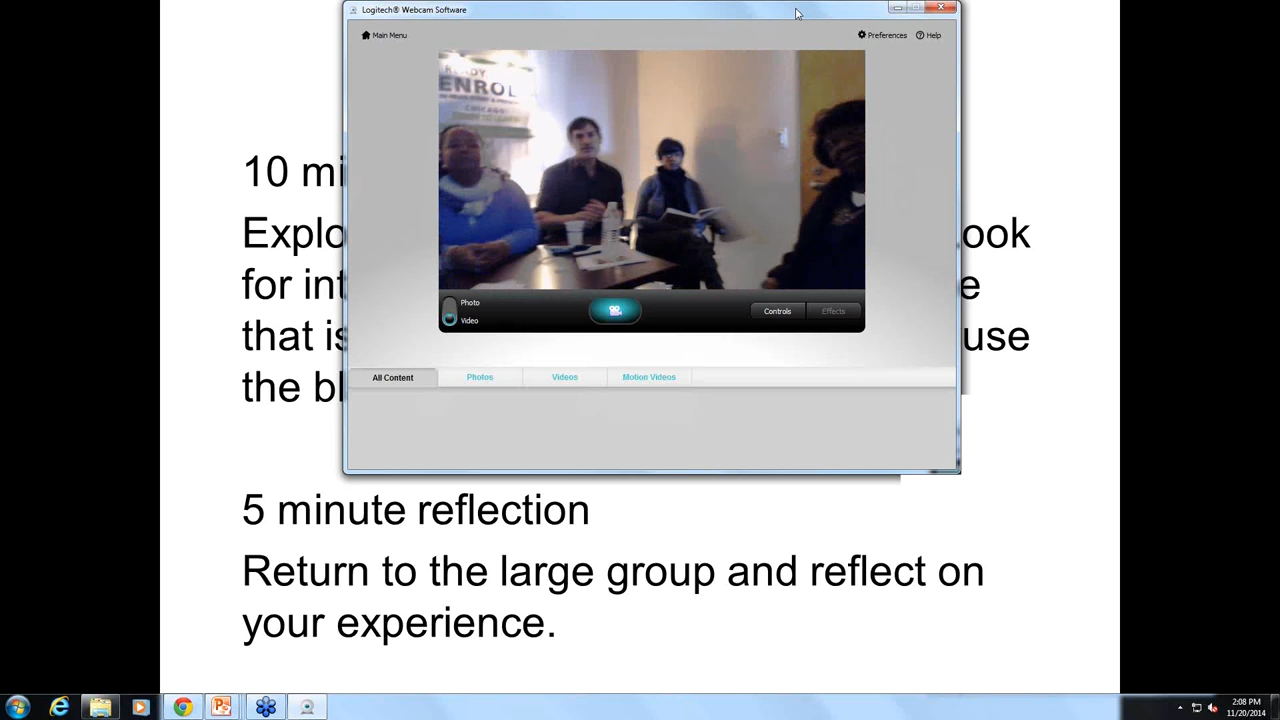 Logitech® Webcam Software
Main Menu
Preferences
Help
ENROL
CHICAGO
Photo
Video
Controls
Effects
All Content
Photos
Videos
Motion Videos
10 mi
Explo
ook
for int
e
that is
use
the bl
5 minute reflection
Return to the large group and reflect on
your experience.
2:08 PM
11/20/2014